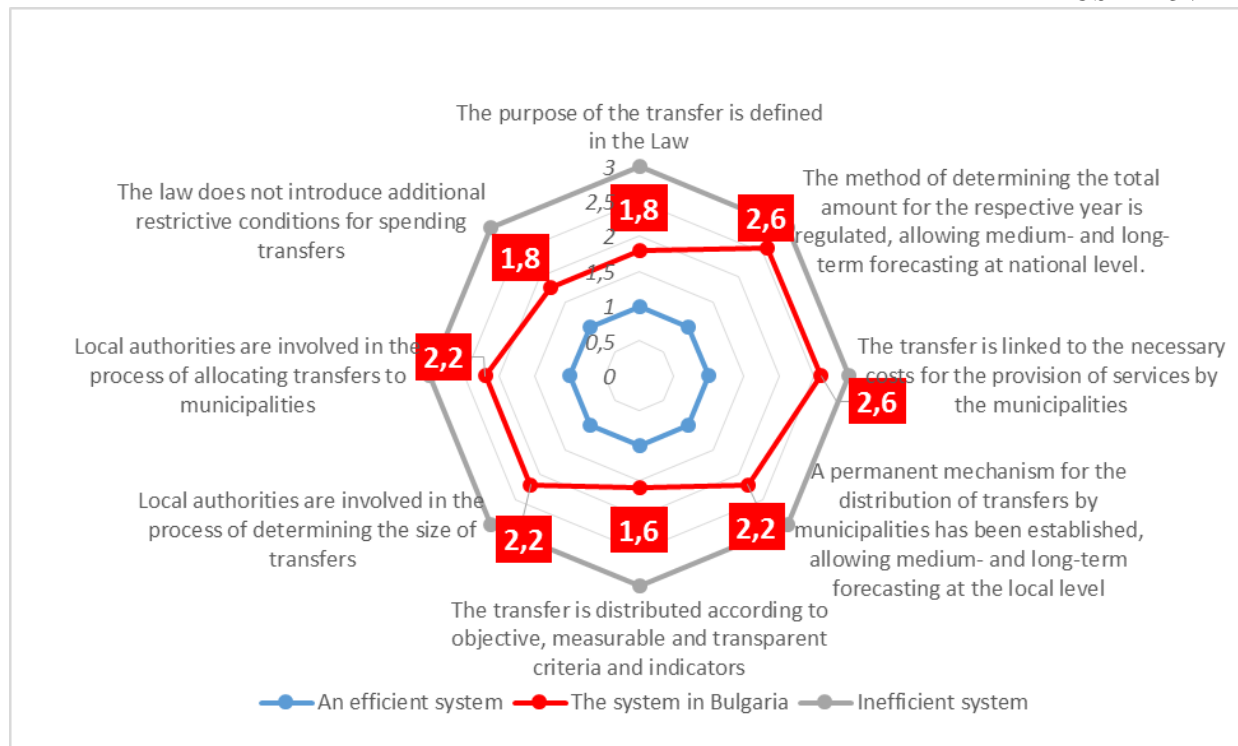 The purpose of the transfer is defined
in the Law
The method of determining the total
amount for the respective year is
regulated, allowing medium- and long-
term forecasting at national level.
The transfer is linked to the necessary
costs for the provision of services by
the municipalities
A permanent mechanism for the
distribution of transfers by
municipalities has been established,
allowing medium- and long-term
forecasting at the local level
The transfer is distributed according to
objective, measurable and transparent
criteria and indicators
Local authorities are involved in the
process of determining the size of
transfers
Local authorities are involved in the
process of allocating transfers to
municipalities
The law does not introduce additional
restrictive conditions for spending
transfers
3
2,5
2
1,5
1
0,5
0
1,8
2,6
2,6
2,2
1,6
2,2
2,2
1,8
An efficient system
The system in Bulgaria
Inefficient system